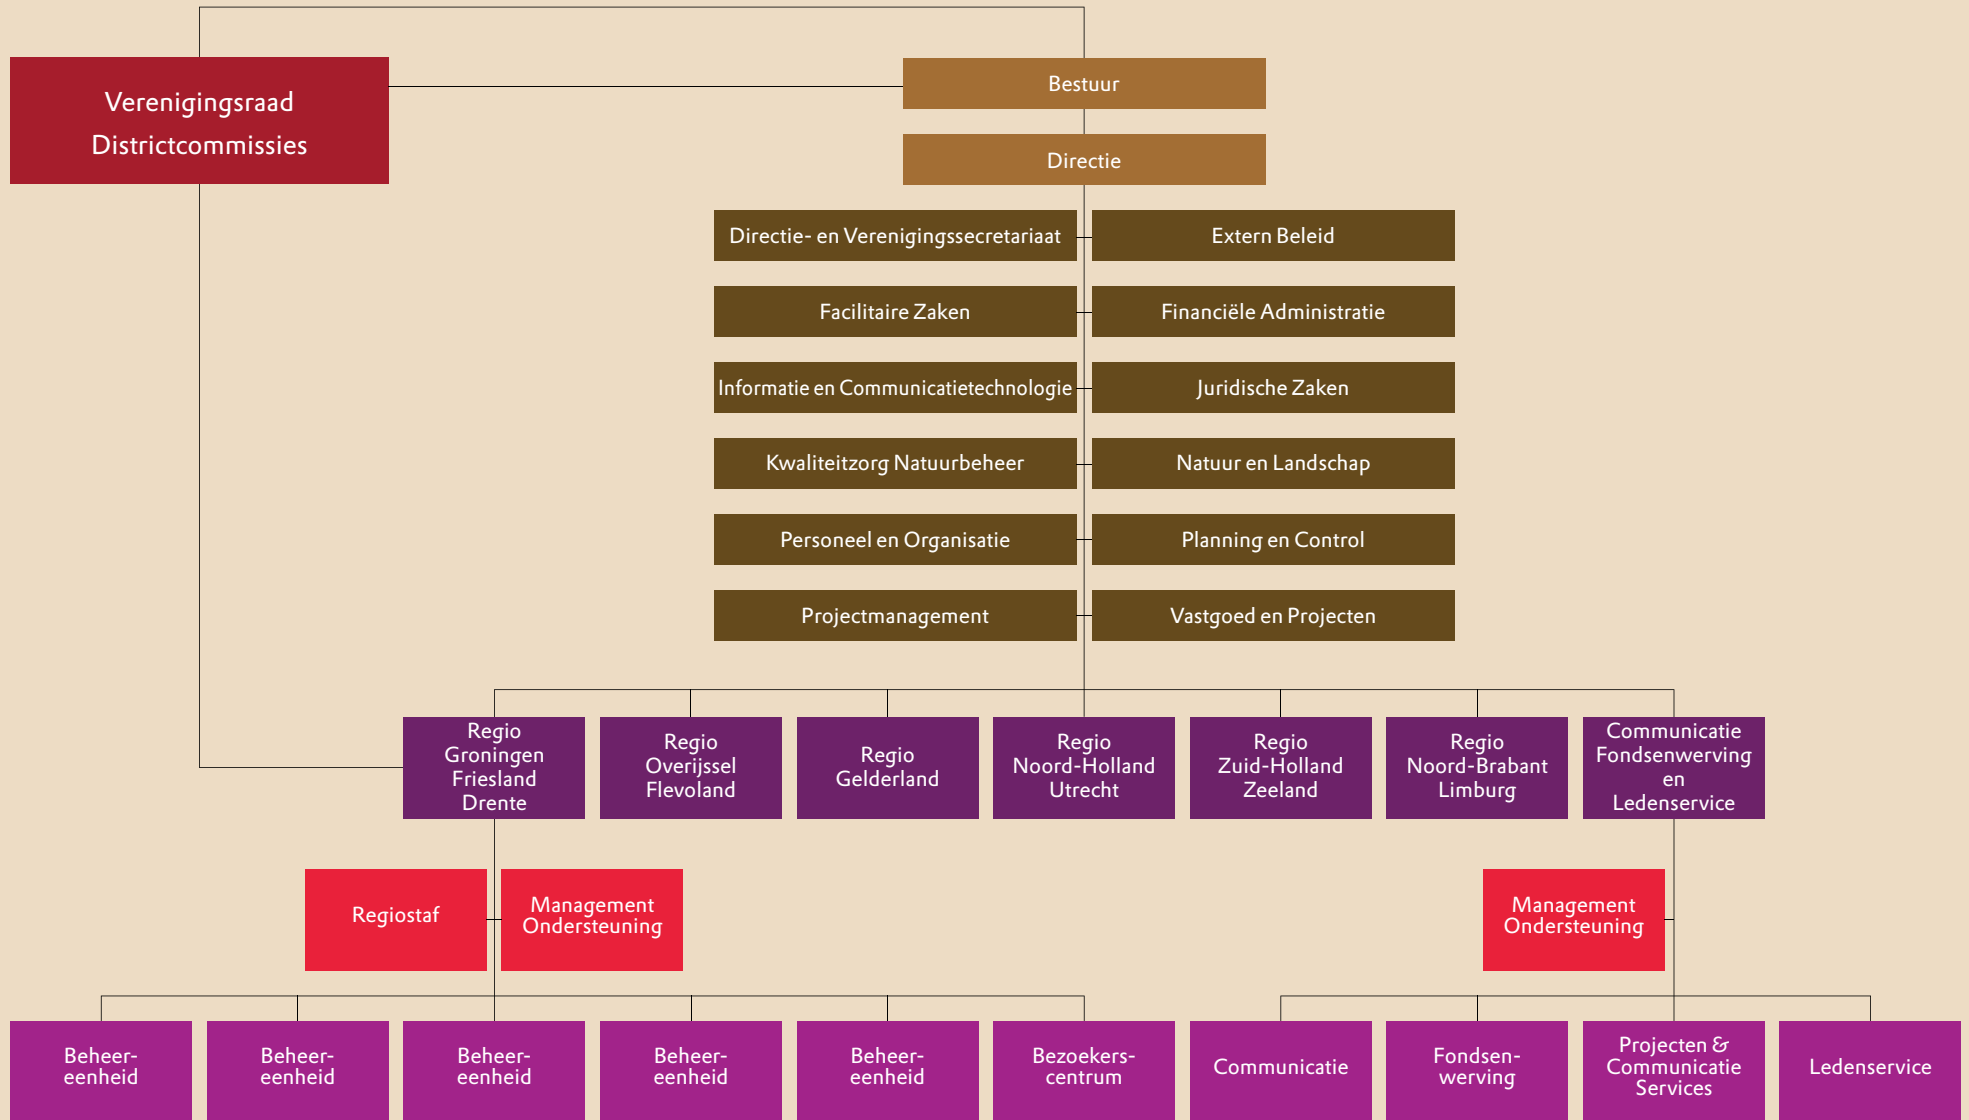 Verenigingsraad
Districtcommissies
Bestuur
Directie
Directie- en Verenigingssecretariaat
Extern Beleid
Facilitaire Zaken
Financiële Administratie
Informatie en Communicatietechnologie
Juridische Zaken
Kwaliteitzorg Natuurbeheer
Natuur en Landschap
Personeel en Organisatie
Planning en Control
Projectmanagement
Vastgoed en Projecten
Regio
Groningen
Friesland
Drente
Regio
Overijssel
Flevoland
Regio
Gelderland
Regio
Noord-Holland
Utrecht
Regio
Zuid-Holland
Zeeland
Regio
Noord-Brabant
Limburg
Communicatie
Fondsenwerving
en
Ledenservice
Regiostaf
Management
Ondersteuning
Management
Ondersteuning
Beheer-
eenheid
Beheer-
eenheid
Beheer-
eenheid
Beheer-
eenheid
Beheer-
eenheid
Bezoekers-
centrum
Communicatie
Fondsen-
werving
Projecten &
Communicatie
Services
Ledenservice